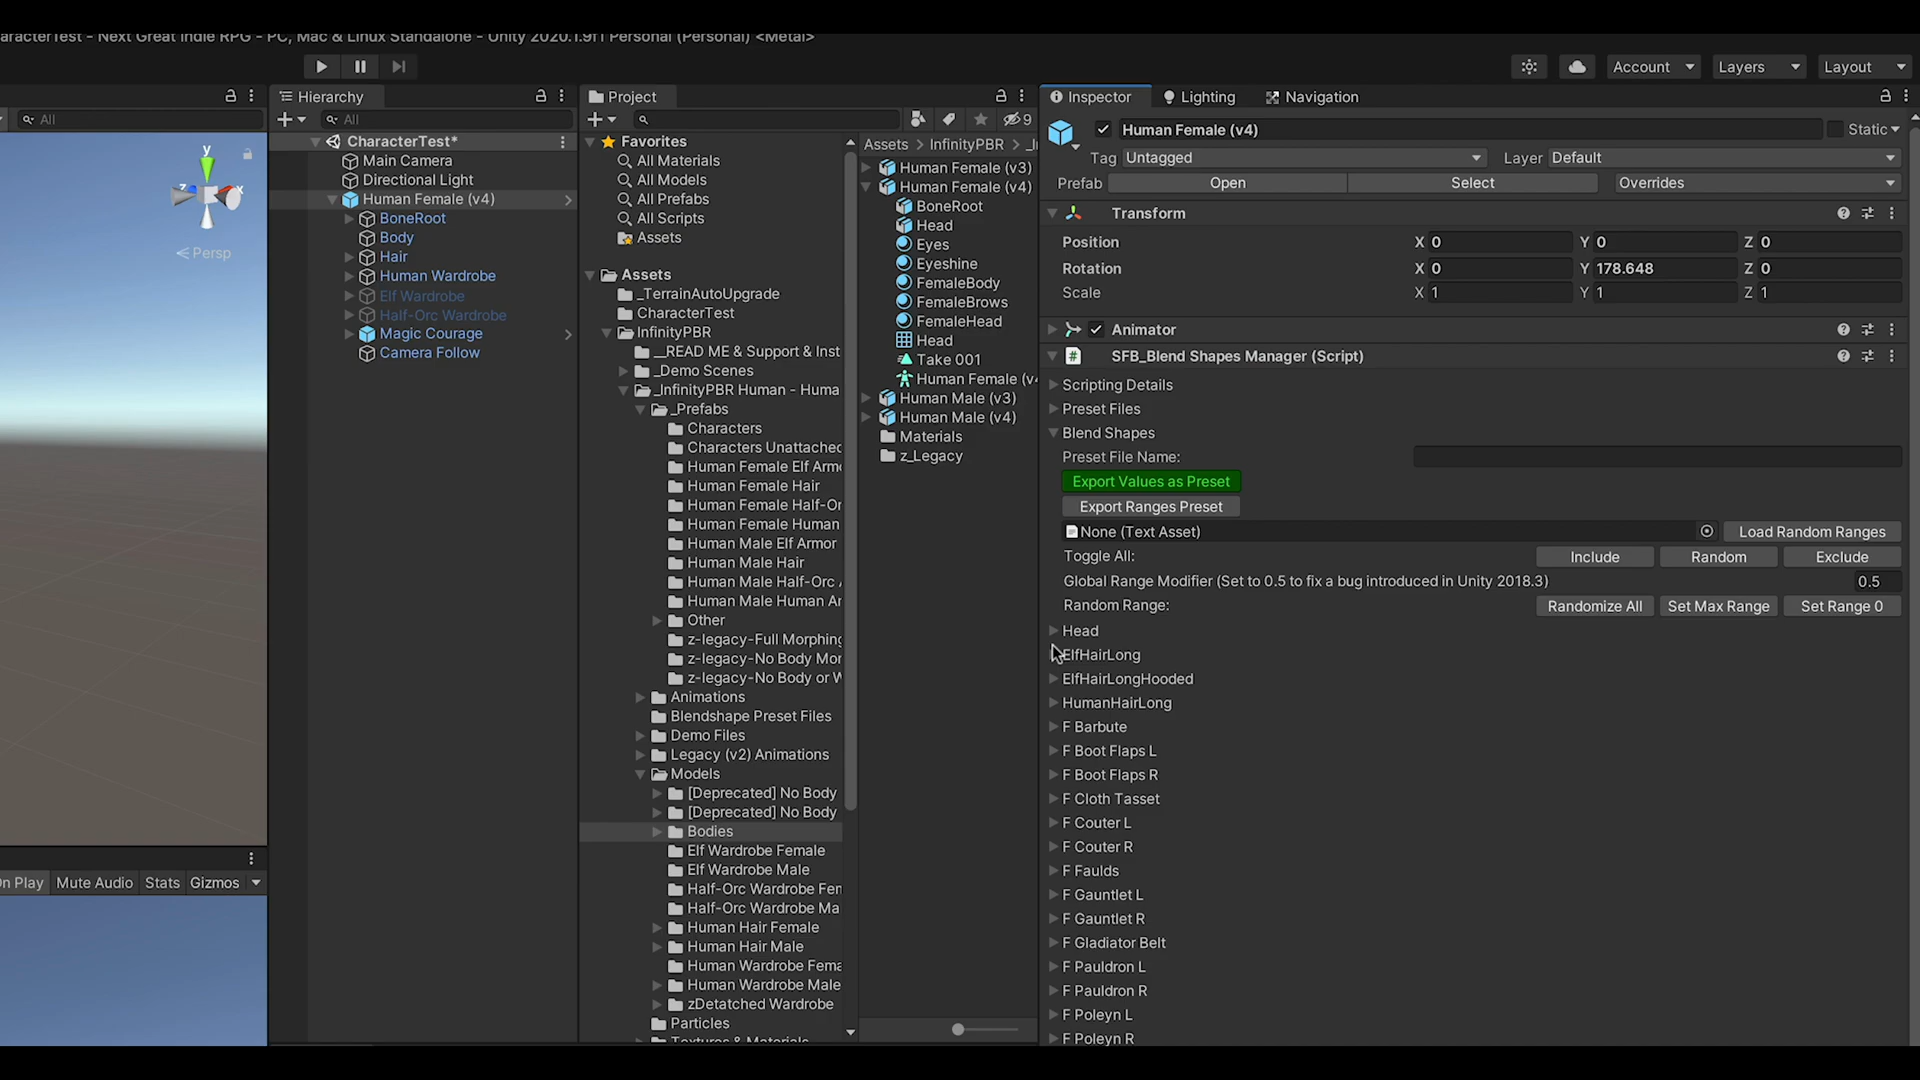 aracterTest - Next Great Indie RPG - PC, Mac & Linux Standalone - Unity 2020.1.9f1 Personal (Personal) <Metal>
Account
Layers
Layout
All
y
z
x
Persp
n Play
Mute Audio
Stats
Gizmos
Hierarchy
All
CharacterTest*
Main Camera
Directional Light
Human Female (v4)
BoneRoot
Body
Hair
Human Wardrobe
Elf Wardrobe
Half-Orc Wardrobe
Magic Courage
Camera Follow
Project
9
Favorites
All Materials
All Models
All Prefabs
All Scripts
Assets
Assets
_TerrainAutoUpgrade
CharacterTest
InfinityPBR
__READ ME & Support & Inst
_Demo Scenes
_InfinityPBR Human - Huma
_Prefabs
Characters
Characters Unattached
Human Female Elf Armo
Human Female Hair
Human Female Half-Or
Human Female Human
Human Male Elf Armor
Human Male Hair
Human Male Half-Orc A
Human Male Human Ar
Other
z-legacy-Full Morphing
z-legacy-No Body Mor
z-legacy-No Body or W
Animations
Blendshape Preset Files
Demo Files
Legacy (v2) Animations
Models
[Deprecated] No Body
[Deprecated] No Body
Bodies
Elf Wardrobe Female
Elf Wardrobe Male
Half-Orc Wardrobe Fem
Half-Orc Wardrobe Ma
Human Hair Female
Human Hair Male
Human Wardrobe Fema
Human Wardrobe Male
zDetatched Wardrobe
Particles
Textures & Materials
Assets > InfinityPBR > _I
Human Female (v3)
Human Female (v4)
BoneRoot
Head
Eyes
Eyeshine
FemaleBody
FemaleBrows
FemaleHead
Head
Take 001
Human Female (v4
Human Male (v3)
Human Male (v4)
Materials
z_Legacy
Inspector
Lighting
Navigation
Human Female (v4)
Static
Tag Untagged
Layer Default
Prefab Open Select Overrides
Transform
Position X 0 Y 0 Z 0
Rotation X 0 Y 178.648 Z 0
Scale X 1 Y 1 Z 1
Animator
SFB_Blend Shapes Manager (Script)
Scripting Details
Preset Files
Blend Shapes
Preset File Name:
Export Values as Preset
Export Ranges Preset
None (Text Asset) Load Random Ranges
Toggle All: Include Random Exclude
Global Range Modifier (Set to 0.5 to fix a bug introduced in Unity 2018.3) 0.5
Random Range: Randomize All Set Max Range Set Range 0
Head
ElfHairLong
ElfHairLongHooded
HumanHairLong
F Barbute
F Boot Flaps L
F Boot Flaps R
F Cloth Tasset
F Couter L
F Couter R
F Faulds
F Gauntlet L
F Gauntlet R
F Gladiator Belt
F Pauldron L
F Pauldron R
F Poleyn L
F Poleyn R